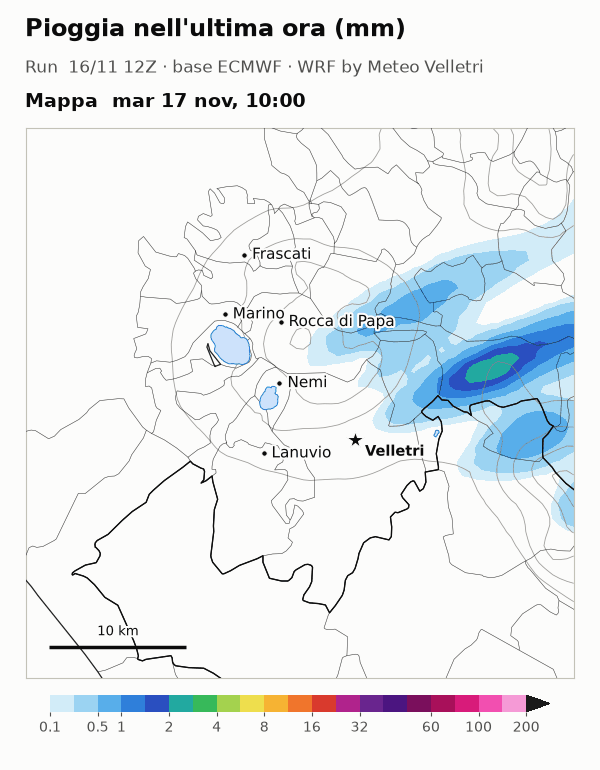 Pioggia nell'ultima ora (mm)
Run  16/11 12Z · base ECMWF · WRF by Meteo Velletri
Mappa  mar 17 nov, 10:00
Frascati
Marino
Rocca di Papa
Nemi
Velletri
Lanuvio
10 km
0.1 0.5 1 2 4 8 16 32 60 100 200